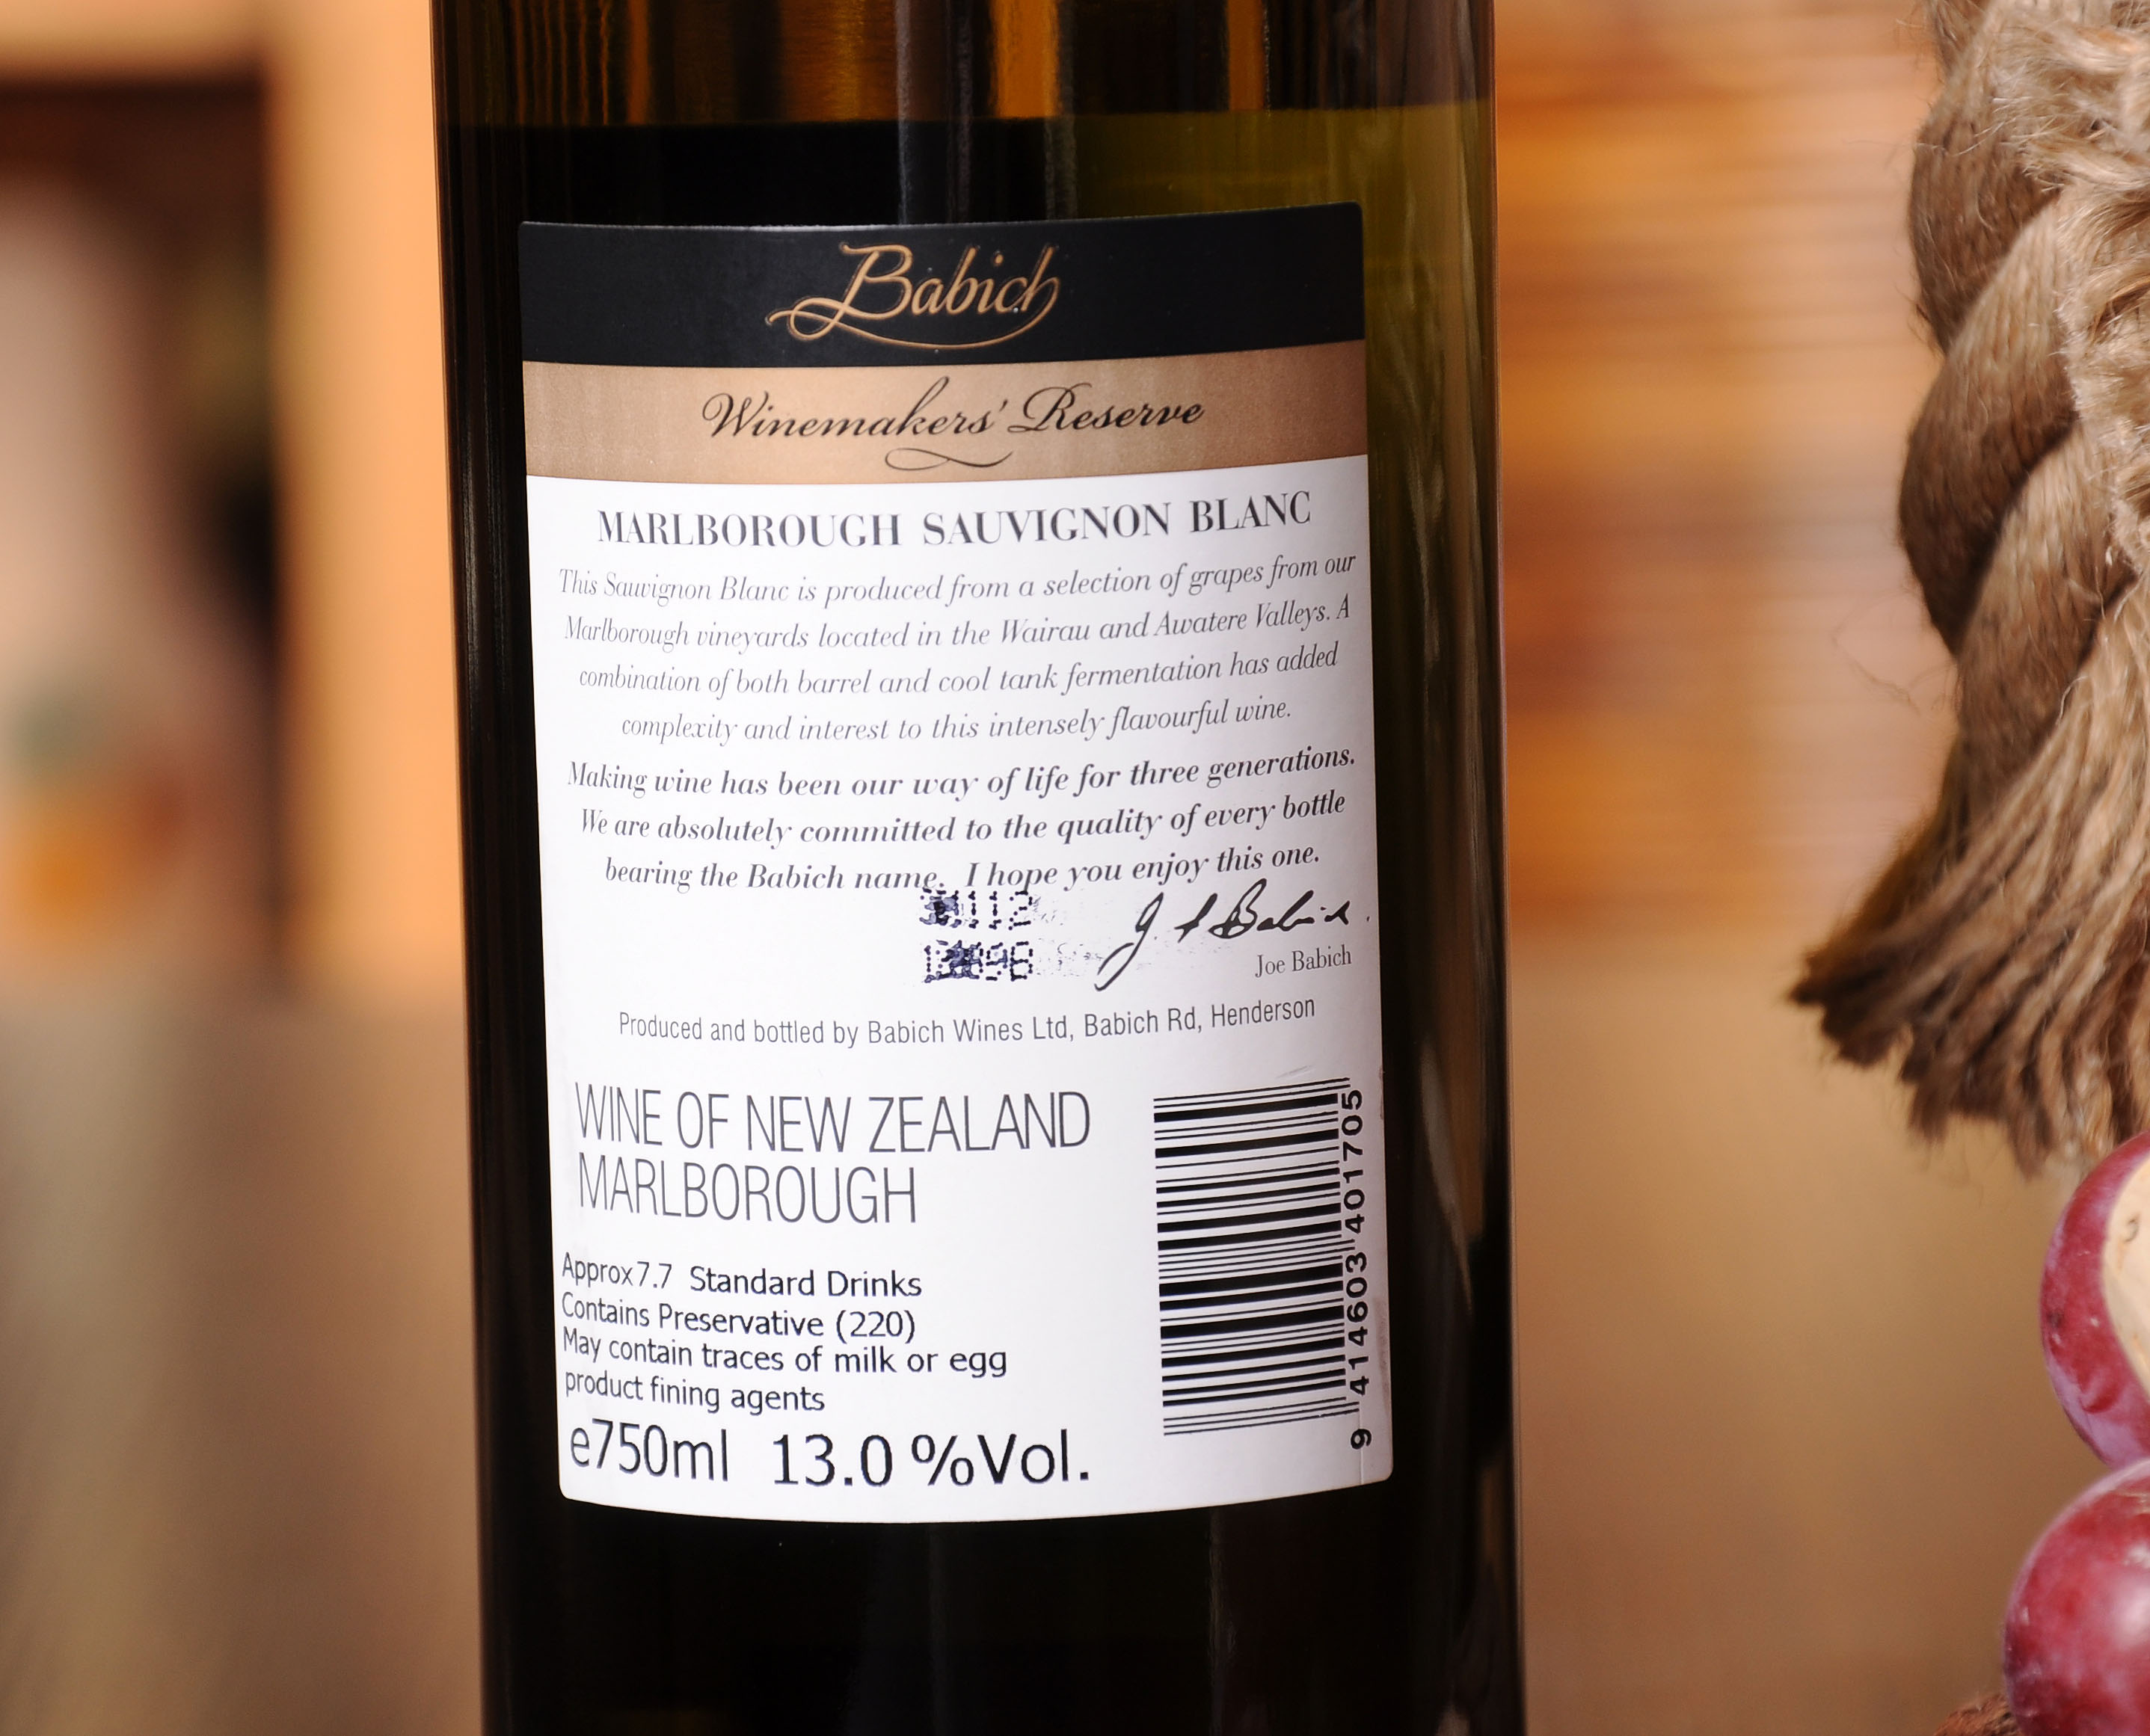 Babich
Winemakers' Reserve
MARLBOROUGH SAUVIGNON BLANC
This Sauvignon Blanc is produced from a selection of grapes from our
Marlborough vineyards located in the Wairau and Awatere Valleys. A
combination of both barrel and cool tank fermentation has added
complexity and interest to this intensely flavourful wine.
Making wine has been our way of life for three generations.
We are absolutely committed to the quality of every bottle
bearing the Babich name. I hope you enjoy this one.
J A Babich
Joe Babich
Produced and bottled by Babich Wines Ltd, Babich Rd, Henderson
WINE OF NEW ZEALAND
MARLBOROUGH
Approx7.7 Standard Drinks
Contains Preservative (220)
May contain traces of milk or egg
product fining agents
e750ml 13.0 %Vol.
9 414603 401705